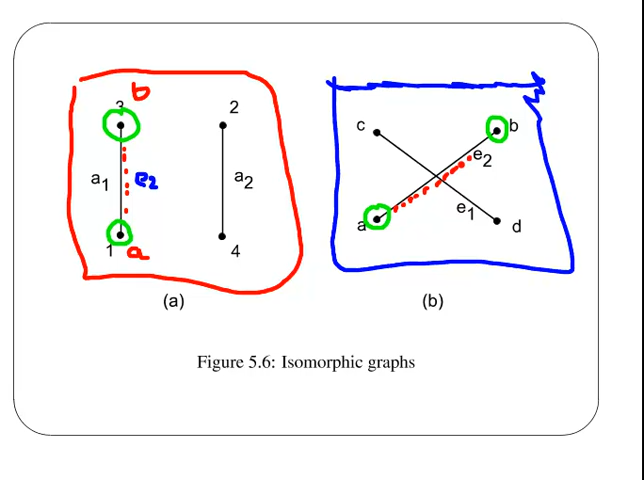 b
3
2
c
b
a1
e2
a2
e2
e1
a
d
1
a
4
(a)
(b)
Figure 5.6: Isomorphic graphs